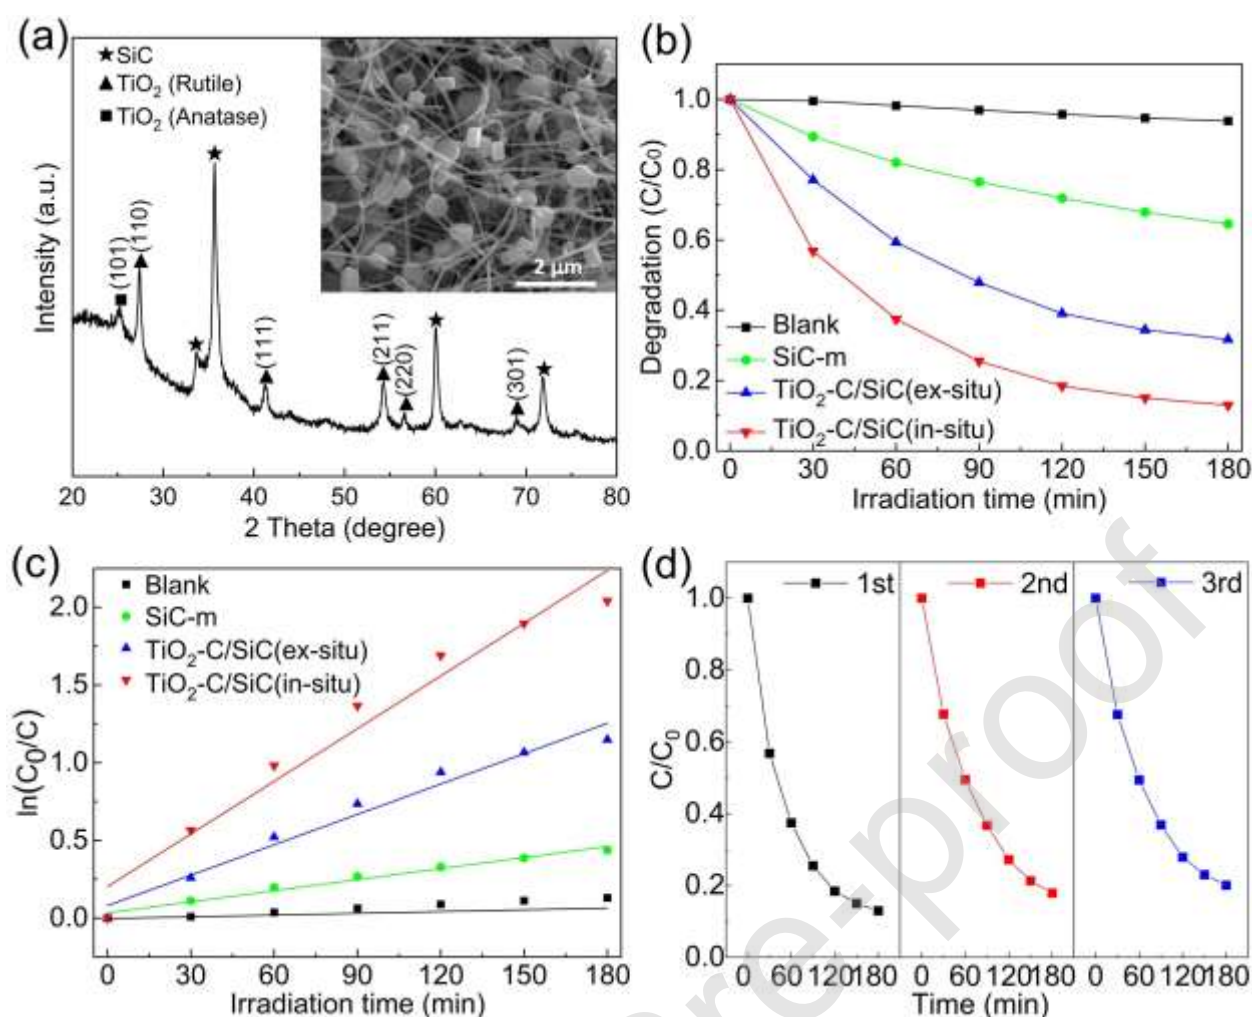 (a)
★ SiC
▲ TiO₂ (Rutile)
■ TiO₂ (Anatase)
Intensity (a.u.)
(101)
(110)
(111)
(211)
(220)
(301)
2 μm
20 30 40 50 60 70 80
2 Theta (degree)
(b)
Degradation (C/C₀)
1.0
0.8
0.6
0.4
0.2
0.0
Blank
SiC-m
TiO₂-C/SiC(ex-situ)
TiO₂-C/SiC(in-situ)
0 30 60 90 120 150 180
Irradiation time (min)
(c)
ln(C₀/C)
2.0
1.5
1.0
0.5
0.0
Blank
SiC-m
TiO₂-C/SiC(ex-situ)
TiO₂-C/SiC(in-situ)
0 30 60 90 120 150 180
Irradiation time (min)
(d)
C/C₀
1.0
0.8
0.6
0.4
0.2
0.0
1st
2nd
3rd
0 60 120 180 0 60 120 180 0 60 120 180
Time (min)
re-proof